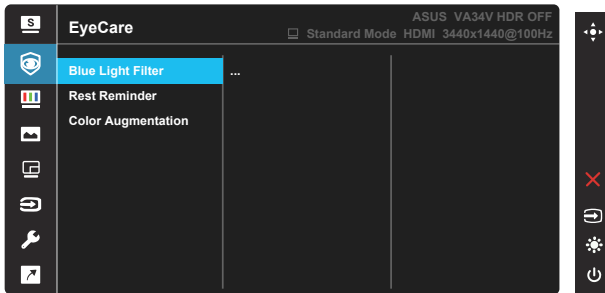 S
EyeCare
ASUS VA34V HDR OFF
Standard Mode HDMI 3440x1440@100Hz
Blue Light Filter ...
Rest Reminder
Color Augmentation